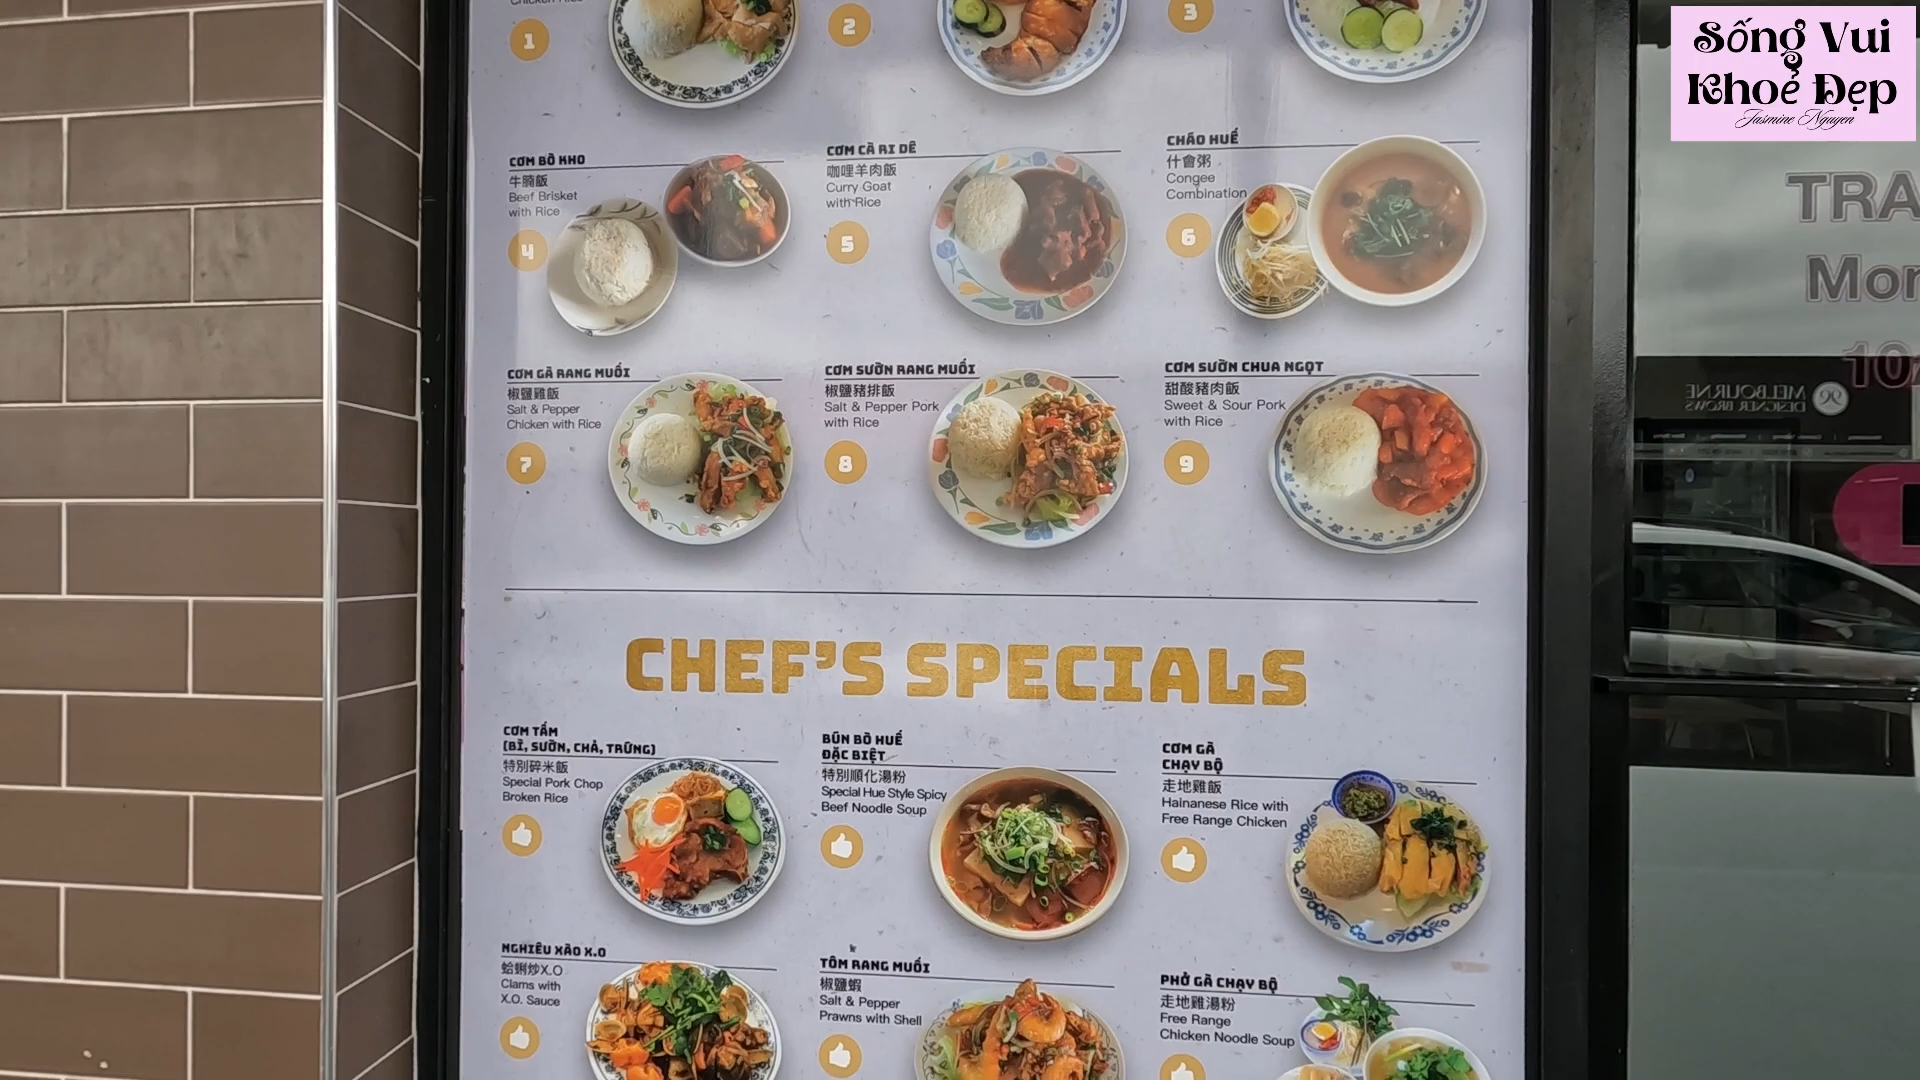 Sống Vui
Khoẻ Đẹp
Jasmine Nguyen
1
2
3
CƠM BÒ KHO
牛腩飯
Beef Brisket
with Rice
4
CƠM CÀ RI DÊ
咖哩羊肉飯
Curry Goat
with Rice
5
CHÁO HUẾ
什會粥
Congee
Combination
6
CƠM GÀ RANG MUỐI
椒鹽雞飯
Salt & Pepper
Chicken with Rice
7
CƠM SƯỜN RANG MUỐI
椒鹽豬排飯
Salt & Pepper Pork
with Rice
8
CƠM SƯỜN CHUA NGỌT
甜酸豬肉飯
Sweet & Sour Pork
with Rice
9
CHEF'S SPECIALS
CƠM TẤM
(BÌ, SƯỜN, CHẢ, TRỨNG)
特別碎米飯
Special Pork Chop
Broken Rice
BÚN BÒ HUẾ
ĐẶC BIỆT
特別順化湯粉
Special Hue Style Spicy
Beef Noodle Soup
CƠM GÀ
CHẠY BỘ
走地雞飯
Hainanese Rice with
Free Range Chicken
NGHIÊU XÀO X.O
蛤蜊炒X.O
Clams with
X.O. Sauce
TÔM RANG MUỐI
椒鹽蝦
Salt & Pepper
Prawns with Shell
PHỞ GÀ CHẠY BỘ
走地雞湯粉
Free Range
Chicken Noodle Soup
TRA
Mon
10
MELBOURNE
DESIGNER BROWS